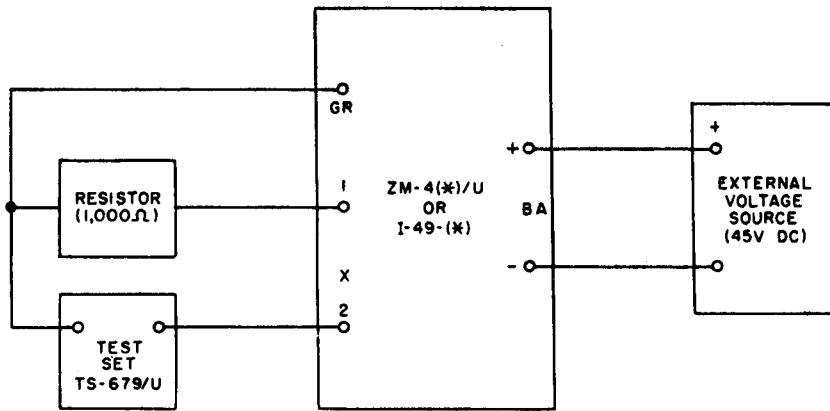 GR
RESISTOR
(1,000Ω)
1
X
2
TEST
SET
TS-679/U
ZM-4(*)/U
OR
I-49-(*)
+
BA
-
+
EXTERNAL
VOLTAGE
SOURCE
(45V DC)